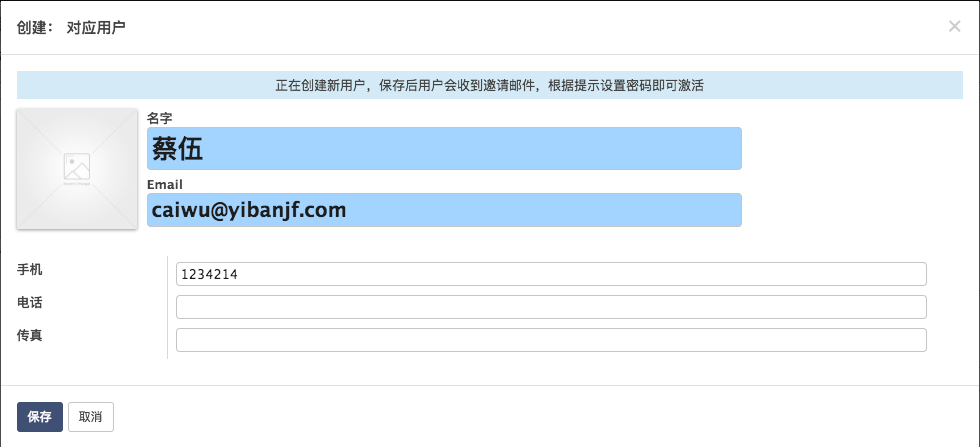 创建： 对应用户
×
正在创建新用户，保存后用户会收到邀请邮件，根据提示设置密码即可激活
名字
蔡伍
Email
caiwu@yibanjf.com
手机
1234214
电话
传真
保存
取消